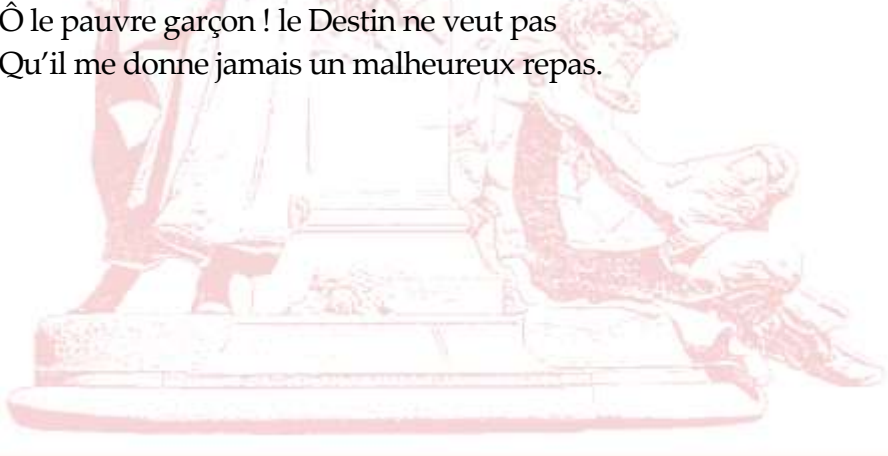 Ô le pauvre garçon ! le Destin ne veut pas
Qu’il me donne jamais un malheureux repas.